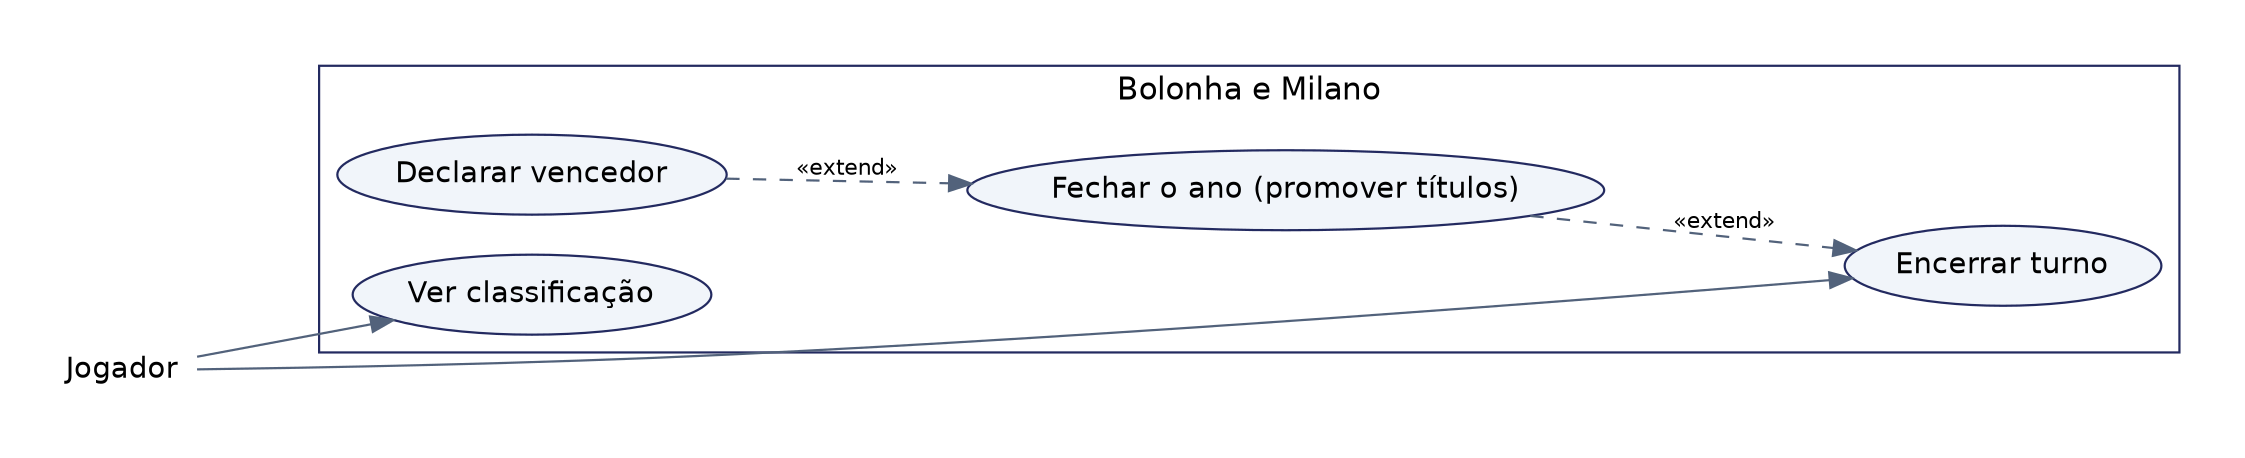 Bolonha e Milano
Declarar vencedor
«extend»
Fechar o ano (promover títulos)
«extend»
Encerrar turno
Ver classificação
Jogador